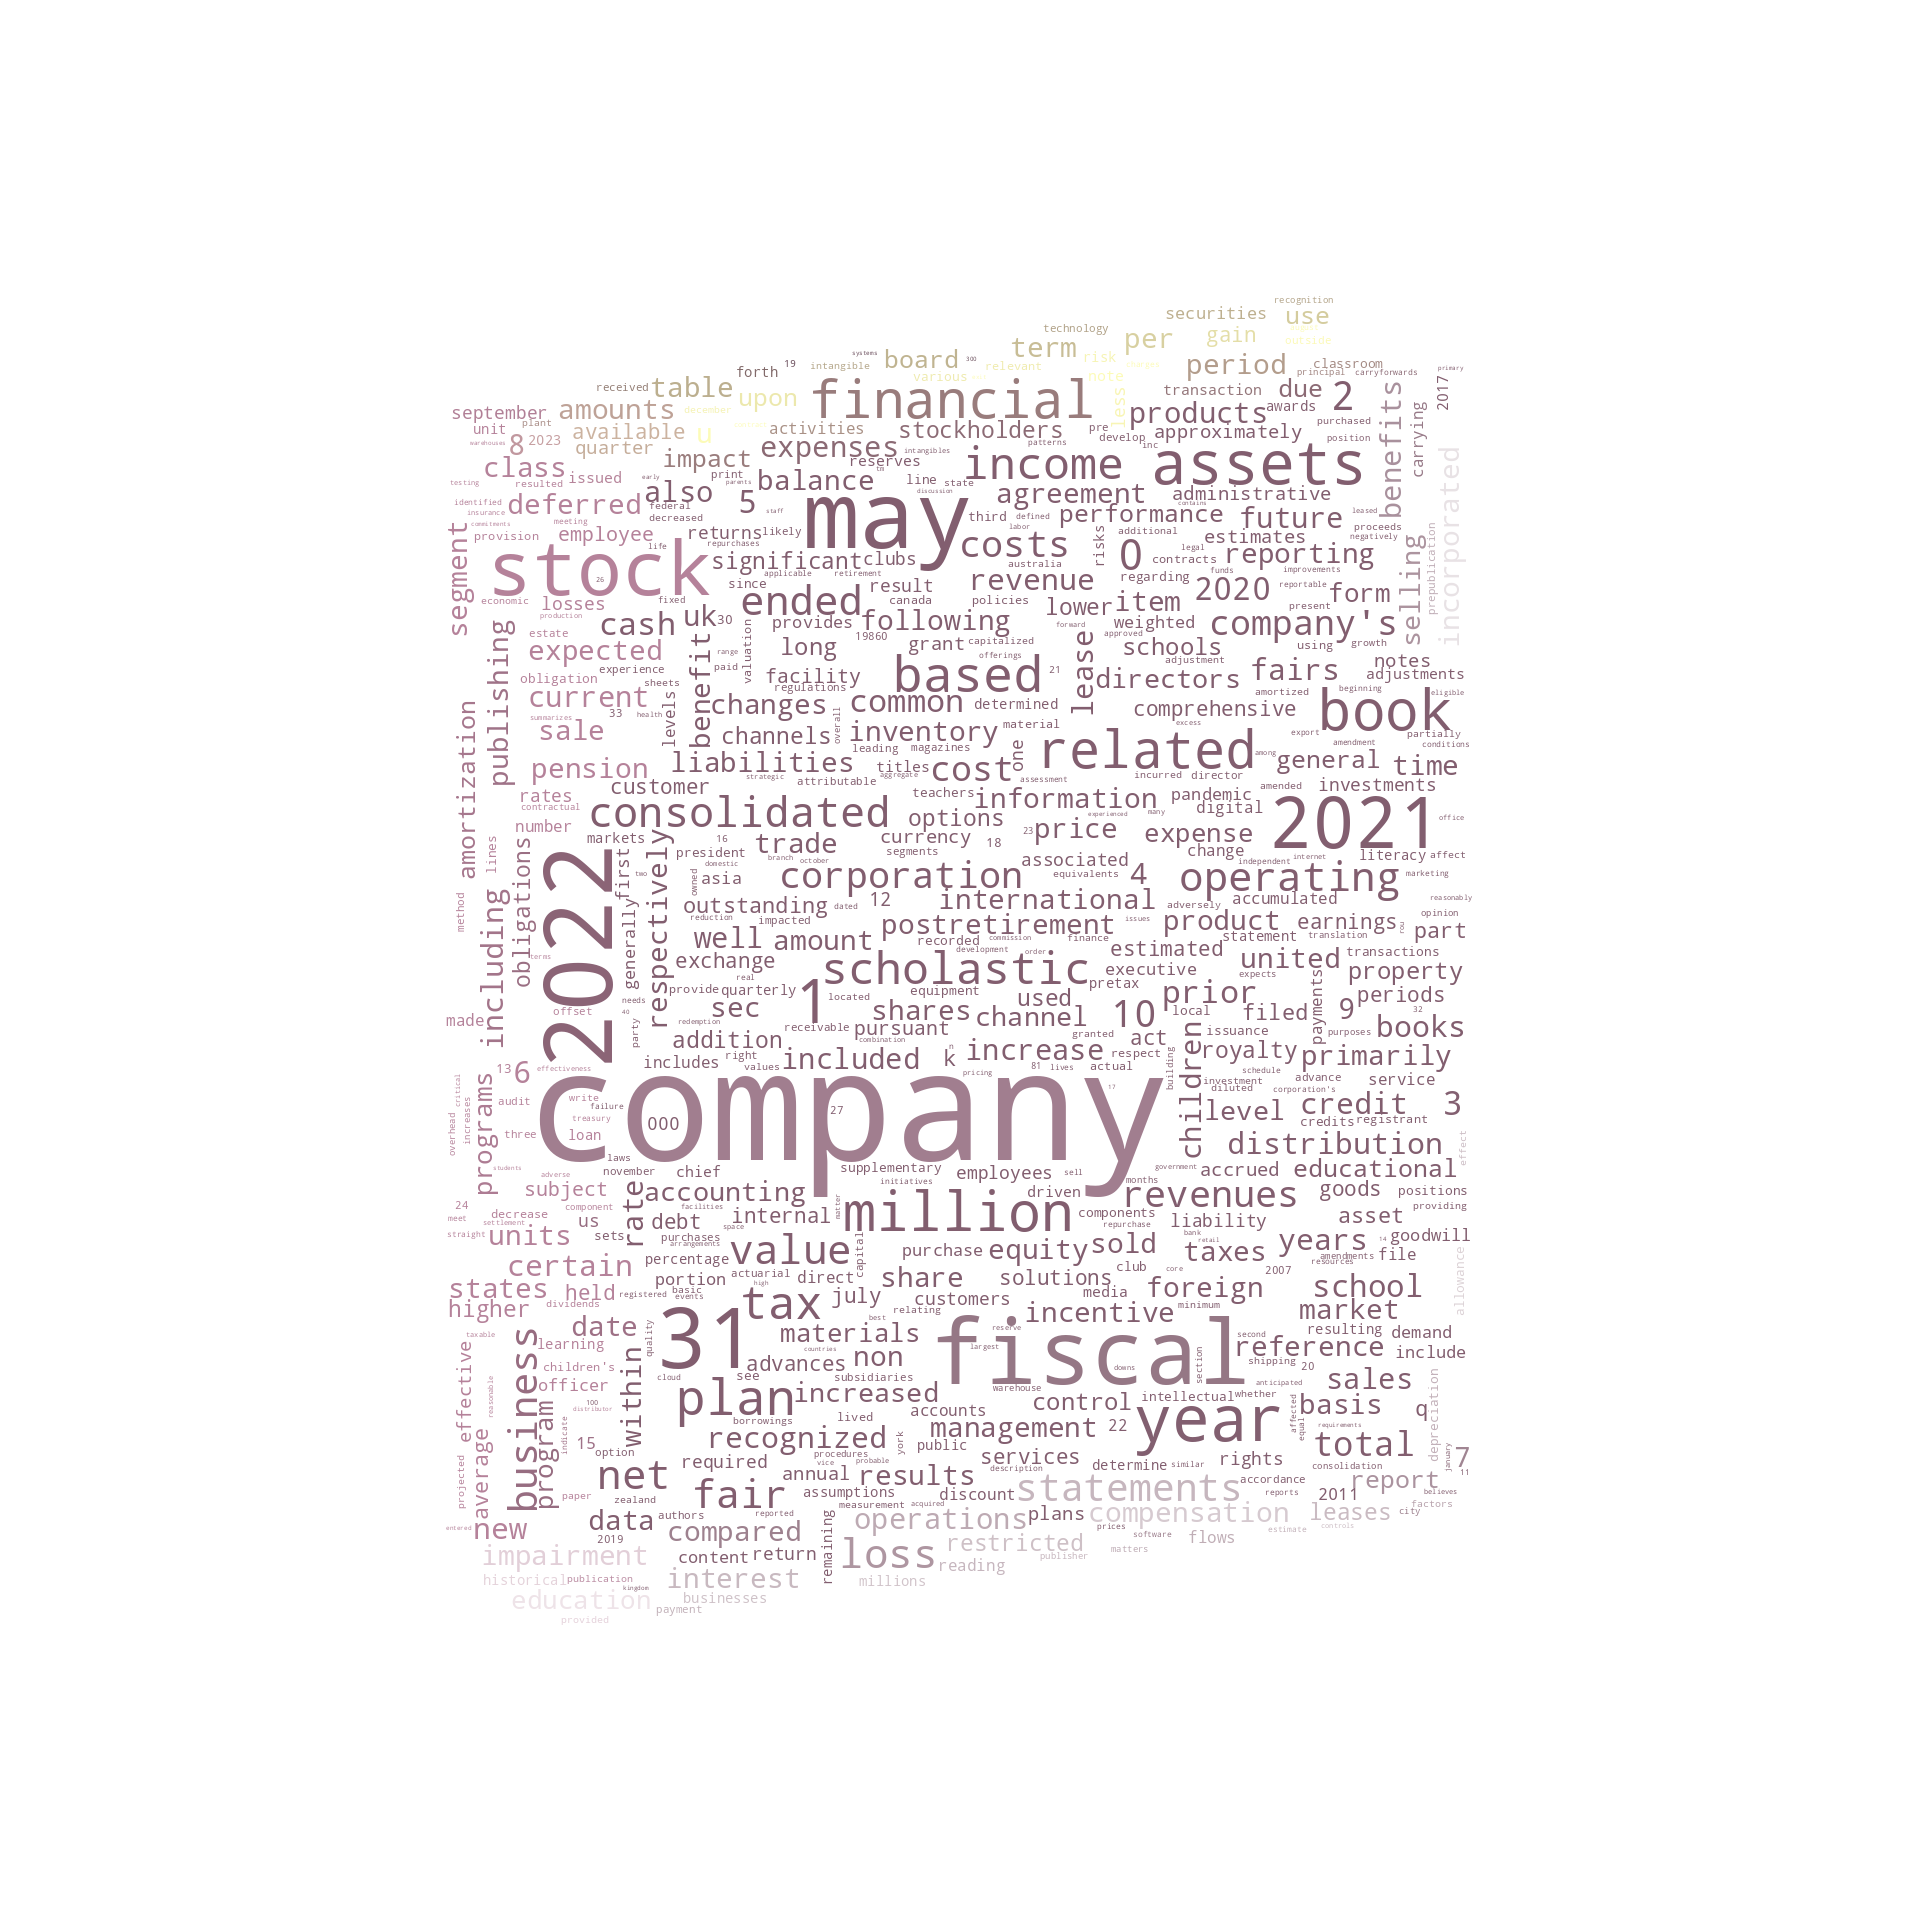 recognition
securities use
technology term per gain outside
systems board 300 relevant risk period classroom
forth 19 intangible various note principal carryforwards primary
received table upon financial less transaction due 2 2017
september amounts december products awards benefits carrying
unit plant available u activities stockholders pre approximately purchased
warehouses 8 2023 quarter expenses patterns develop inc position
class impact reserves intangibles income assets incorporated
testing resulted issued early print balance line state agreement administrative
identified deferred also parents 5 tm discussion contains leased
insurance federal staff may third defined performance future proceeds
commitments meeting decreased labor estimates negatively
segment provision employee returns likely costs risks additional 0 reporting prepublication
stock life repurchases significant clubs legal contracts selling
26 applicable retirement australia funds improvements
economic losses fixed since result revenue regarding 2020 reportable form
production canada policies lower item present
publishing cash uk 30 ended following forward weighted company's
estate benefit provides 19860 capitalized approved using growth
expected experience range valuation long grant offerings lease schools notes
obligation sheets paid facility based 21 adjustment fairs adjustments
current levels regulations directors amortized beginning eligible
summarizes 33 health changes common determined comprehensive book
amortization sale channels overall inventory material excess export amendment partially conditions
pension liabilities leading magazines one related among general time
rates strategic attributable titles cost assessment incurred director amended investments
contractual customer aggregate teachers information pandemic
number consolidated options experienced many digital 2021 office
lines markets 16 trade currency 18 23 price expense
including obligations first respectively president branch october segments change literacy affect
2022 two domestic corporation associated independent internet
method owned asia equivalents 4 operating marketing
generally outstanding 12 international adversely accumulated reasonably
reduction impacted dated postretirement issues product earnings rou opinion
terms well amount recorded commission finance statement translation part
exchange development order estimated united transactions
real scholastic executive expects property
needs provide quarterly located equipment pretax prior payments periods
made offset 40 sec 1 shares used 10 local filed 9 32
party redemption receivable pursuant channel granted act issuance purposes books
programs 13 6 effectiveness addition combination increase respect royalty primarily
includes right values included k n actual building children
critical audit write company pricing 81 lives investment schedule advance service
overhead increases failure 27 17 diluted corporation's
three treasury 000 level credit 3
loan credits registrant
students laws distribution effect
adverse november chief supplementary employees sell government accrued educational
subject accounting initiatives months
24 component rate facilities matter million driven revenues goods positions
meet decrease us debt internal components liability asset providing
straight settlement units sets purchases space repurchase bank goodwill
arrangements value capital purchase equity sold retail taxes years 14 file
certain percentage club core 2007 amendments resources allowance
states held portion actuarial direct share solutions foreign school
higher dividends registered basic high july customers media minimum market
events tax best relating incentive
taxable date 31 materials reserve fiscal second resulting demand
business learning quality countries largest reference include
effective children's within cloud see advances non downs section shipping 20
reasonable officer subsidiaries warehouse anticipated sales
100 plan increased control intellectual whether basis q
distributor borrowings lived accounts year affected requirements depreciation
projected average program indicate 15 option recognized management 22 equal total
procedures york public january 7
required vice probable services rights consolidation 11
net annual results description determine similar accordance report
paper zealand assumptions discount statements reports 2011 believes
entered authors fair measurement acquired plans compensation leases city factors
new data reported operations prices estimate controls
2019 compared remaining software
impairment content return loss restricted publisher matters flows
historical publication interest reading
kingdom millions
education businesses
provided payment